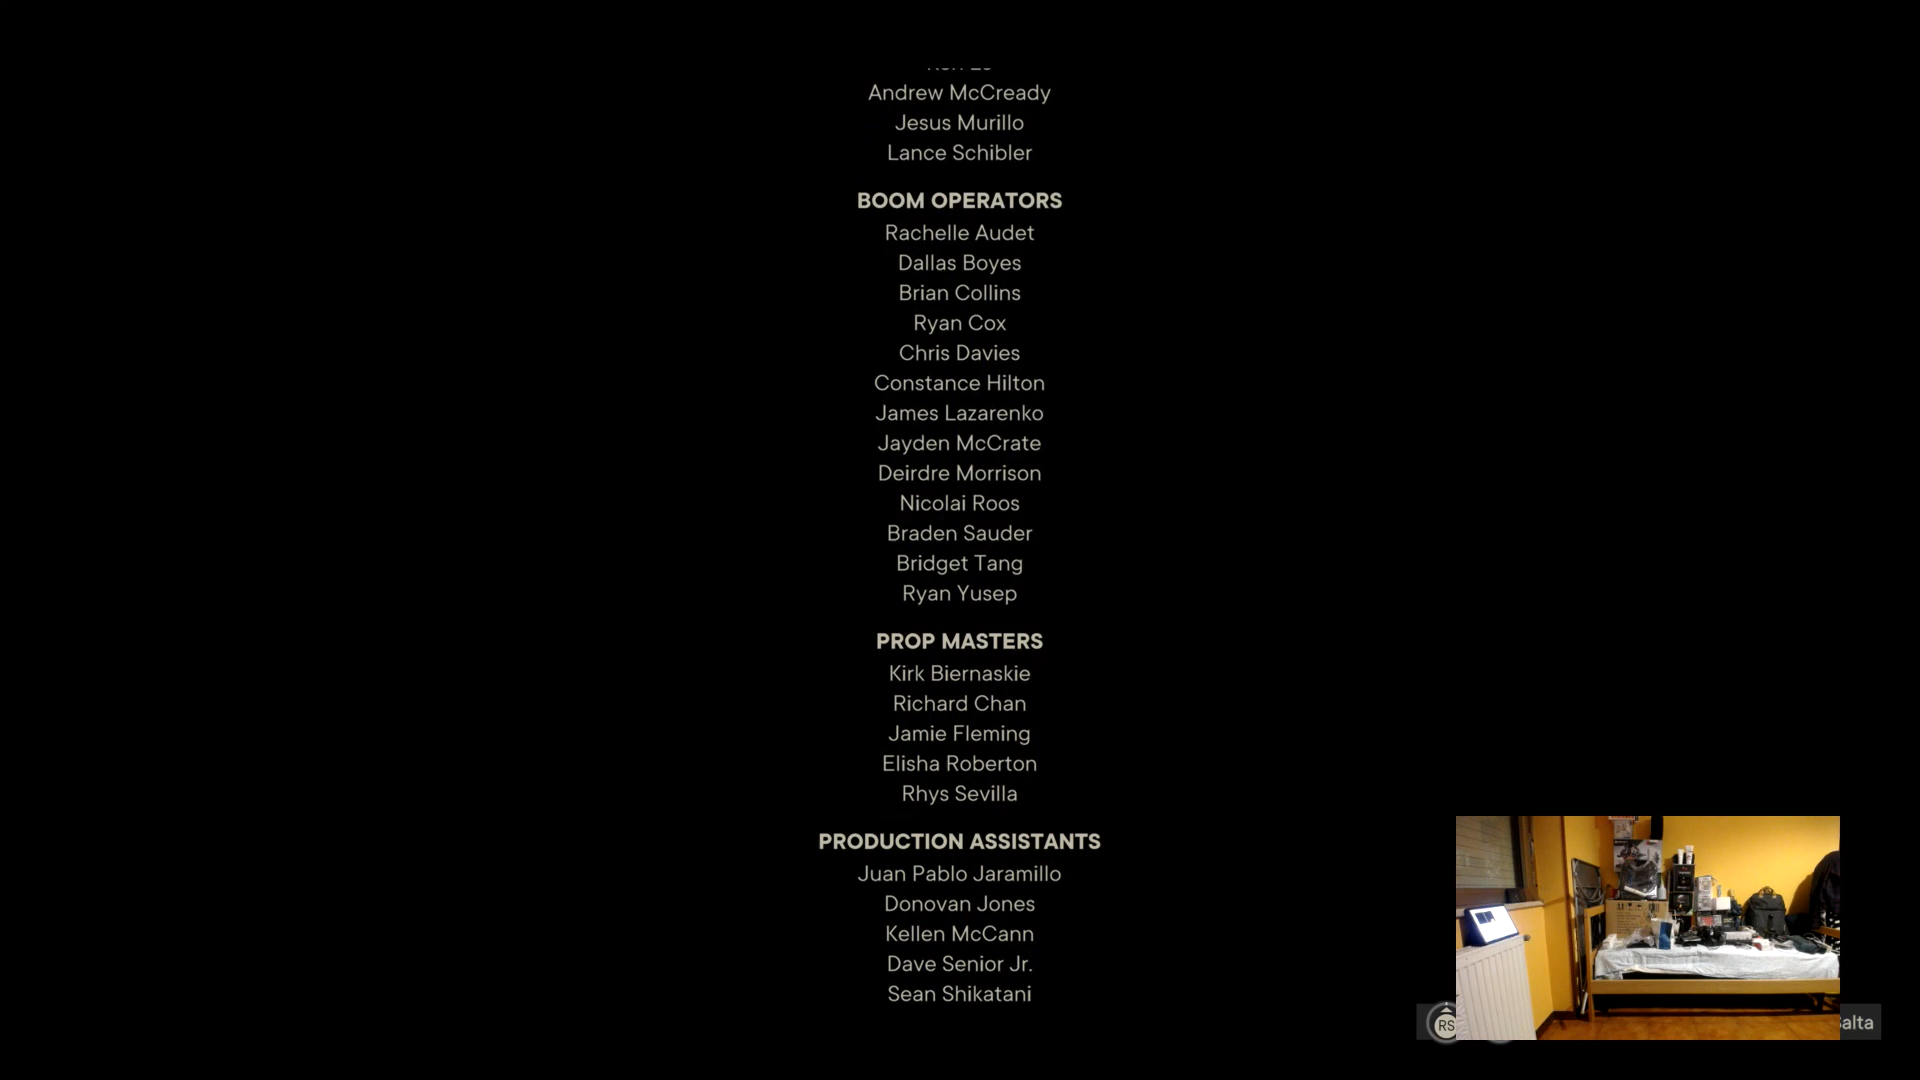 Andrew McCready
Jesus Murillo
Lance Schibler
BOOM OPERATORS
Rachelle Audet
Dallas Boyes
Brian Collins
Ryan Cox
Chris Davies
Constance Hilton
James Lazarenko
Jayden McCrate
Deirdre Morrison
Nicolai Roos
Braden Sauder
Bridget Tang
Ryan Yusep
PROP MASTERS
Kirk Biernaskie
Richard Chan
Jamie Fleming
Elisha Roberton
Rhys Sevilla
PRODUCTION ASSISTANTS
Juan Pablo Jaramillo
Donovan Jones
Kellen McCann
Dave Senior Jr.
Sean Shikatani
RS